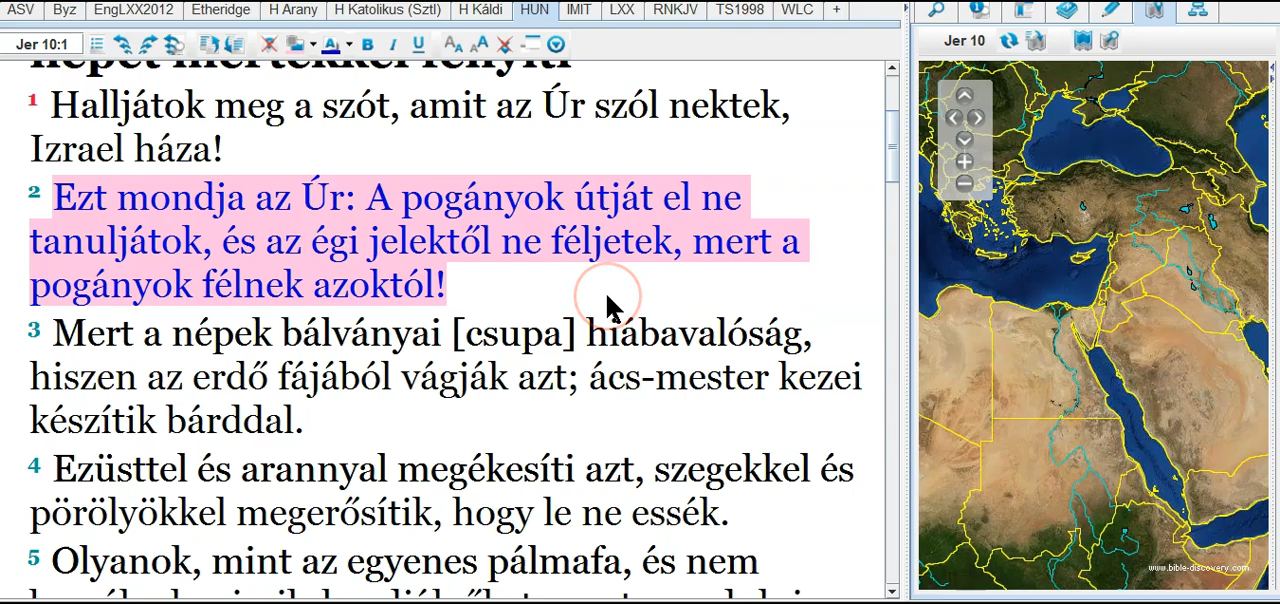 ASV Byz EngLXX2012 Etheridge H Arany H Katolikus (Sztl) H Káldi HUN IMIT LXX RNKJV TS1998 WLC +
Jer 10:1
Jer 10
népét mértékkel fenyíti
1 Halljátok meg a szót, amit az Úr szól nektek,
Izrael háza!
2 Ezt mondja az Úr: A pogányok útját el ne
tanuljátok, és az égi jelektől ne féljetek, mert a
pogányok félnek azoktól!
3 Mert a népek bálványai [csupa] hiábavalóság,
hiszen az erdő fájából vágják azt; ács-mester kezei
készítik bárddal.
4 Ezüsttel és arannyal megékesíti azt, szegekkel és
pörölyökkel megerősítik, hogy le ne essék.
5 Olyanok, mint az egyenes pálmafa, és nem
www.bible-discovery.com